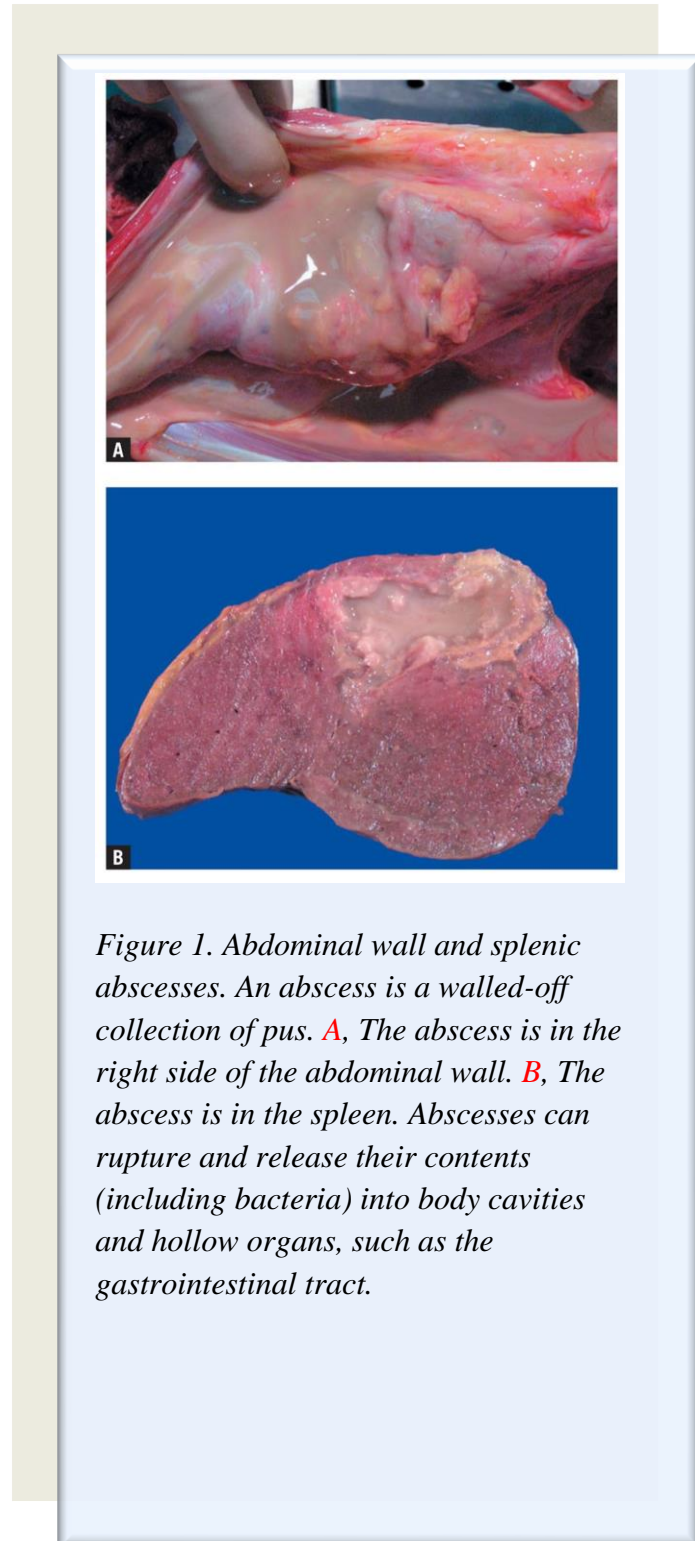 A
B
Figure 1. Abdominal wall and splenic
abscesses. An abscess is a walled-off
collection of pus. A, The abscess is in the
right side of the abdominal wall. B, The
abscess is in the spleen. Abscesses can
rupture and release their contents
(including bacteria) into body cavities
and hollow organs, such as the
gastrointestinal tract.